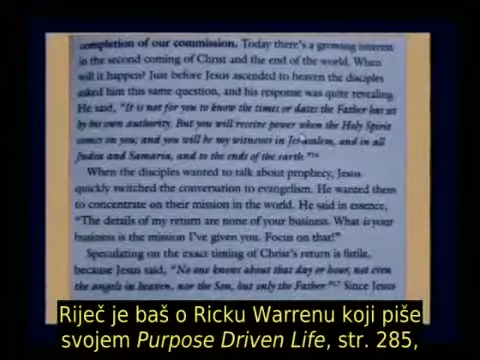 completion of our commission. Today there's a growing interest
in the second coming of Christ and the end of the world. When
will it happen? Just before Jesus ascended to heaven the disciples
asked him this same question, and his response was quite revealing.
He said, "It is not for you to know the times or dates the Father has set
by his own authority. But you will receive power when the Holy Spirit
comes on you; and you will be my witnesses in Jerusalem, and in all
Judea and Samaria, and to the ends of the earth."16
When the disciples wanted to talk about prophecy, Jesus
quickly switched the conversation to evangelism. He wanted them
to concentrate on their mission in the world. He said in essence,
"The details of my return are none of your business. What is your
business is the mission I've given you. Focus on that!"
Speculating on the exact timing of Christ's return is futile,
because Jesus said, "No one knows about that day or hour, not even
the angels in heaven, nor the Son, but only the Father."17 Since Jesus
Riječ je baš o Ricku Warrenu koji piše
svojem Purpose Driven Life, str. 285,